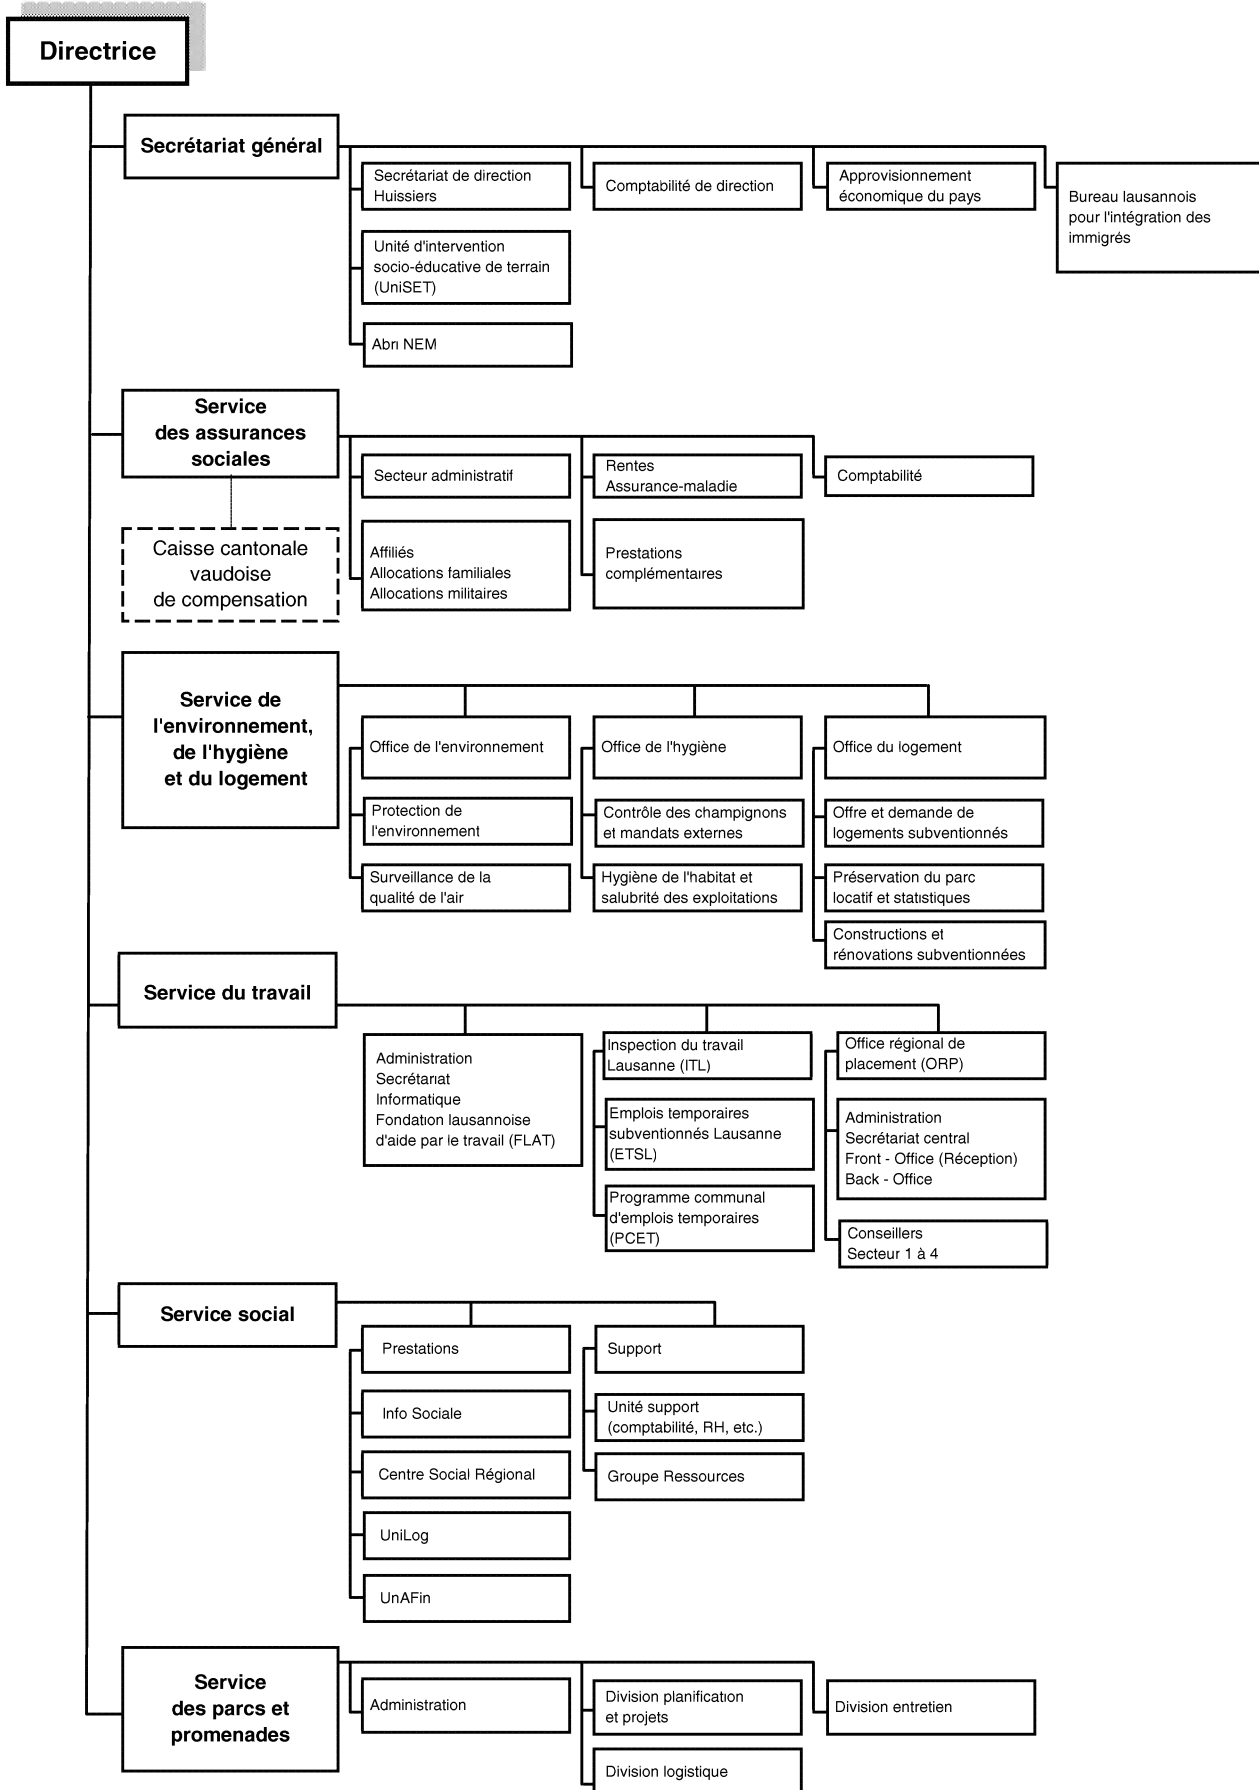 Directrice
Secrétariat général
Secrétariat de direction
Huissiers
Comptabilité de direction
Approvisionnement
économique du pays
Bureau lausannois
pour l'intégration des
immigrés
Unité d'intervention
socio-éducative de terrain
(UniSET)
Abri NEM
Service
des assurances
sociales
Secteur administratif
Rentes
Assurance-maladie
Comptabilité
Caisse cantonale
vaudoise
de compensation
Affiliés
Allocations familiales
Allocations militaires
Prestations
complémentaires
Service de
l'environnement,
de l'hygiène
et du logement
Office de l'environnement
Office de l'hygiène
Office du logement
Protection de
l'environnement
Contrôle des champignons
et mandats externes
Offre et demande de
logements subventionnés
Surveillance de la
qualité de l'air
Hygiène de l'habitat et
salubrité des exploitations
Préservation du parc
locatif et statistiques
Constructions et
rénovations subventionnées
Service du travail
Administration
Secrétariat
Informatique
Fondation lausannoise
d'aide par le travail (FLAT)
Inspection du travail
Lausanne (ITL)
Emplois temporaires
subventionnés Lausanne
(ETSL)
Programme communal
d'emplois temporaires
(PCET)
Office régional de
placement (ORP)
Administration
Secrétariat central
Front - Office (Réception)
Back - Office
Conseillers
Secteur 1 à 4
Service social
Prestations
Info Sociale
Centre Social Régional
UniLog
UnAFin
Support
Unité support
(comptabilité, RH, etc.)
Groupe Ressources
Service
des parcs et
promenades
Administration
Division planification
et projets
Division entretien
Division logistique